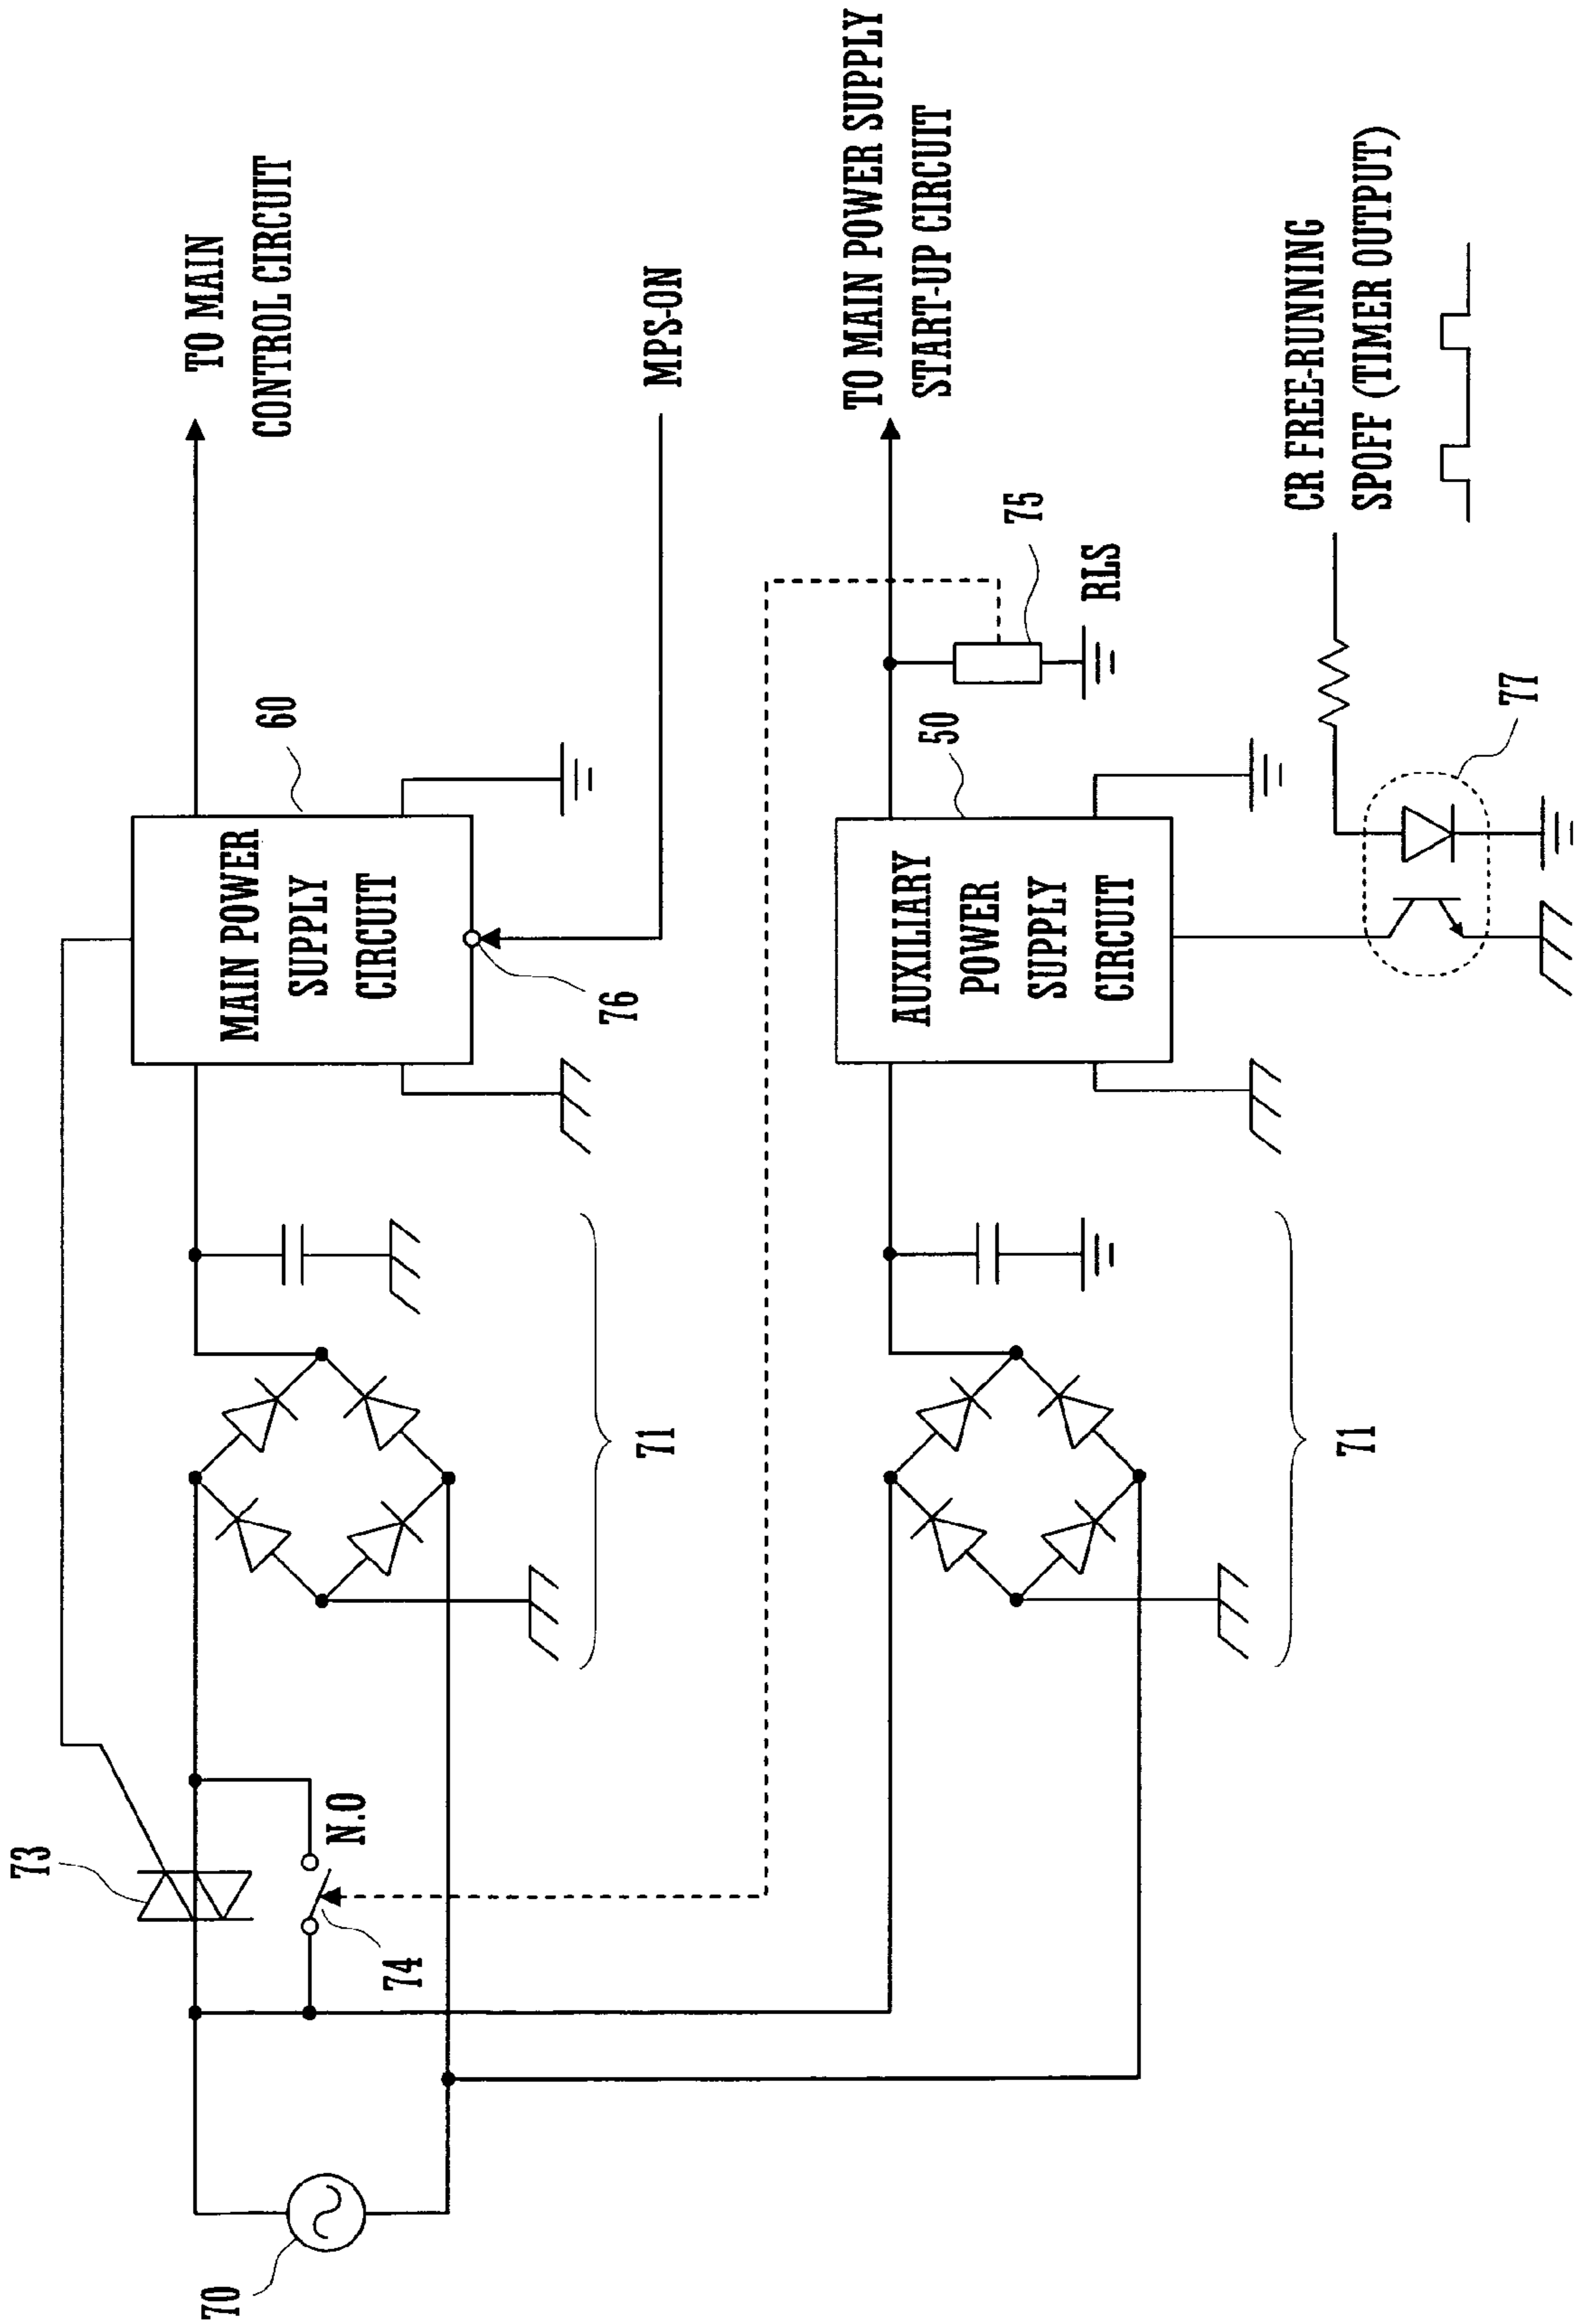 73
60
TO MAIN
CONTROL CIRCUIT
MAIN POWER
SUPPLY
CIRCUIT
70
N.O
74
71
76
MPS-ON
50
TO MAIN POWER SUPPLY
START-UP CIRCUIT
AUXILIARY
POWER
SUPPLY
CIRCUIT
75
RLS
71
77
CR FREE-RUNNING
SPOFF (TIMER OUTPUT)